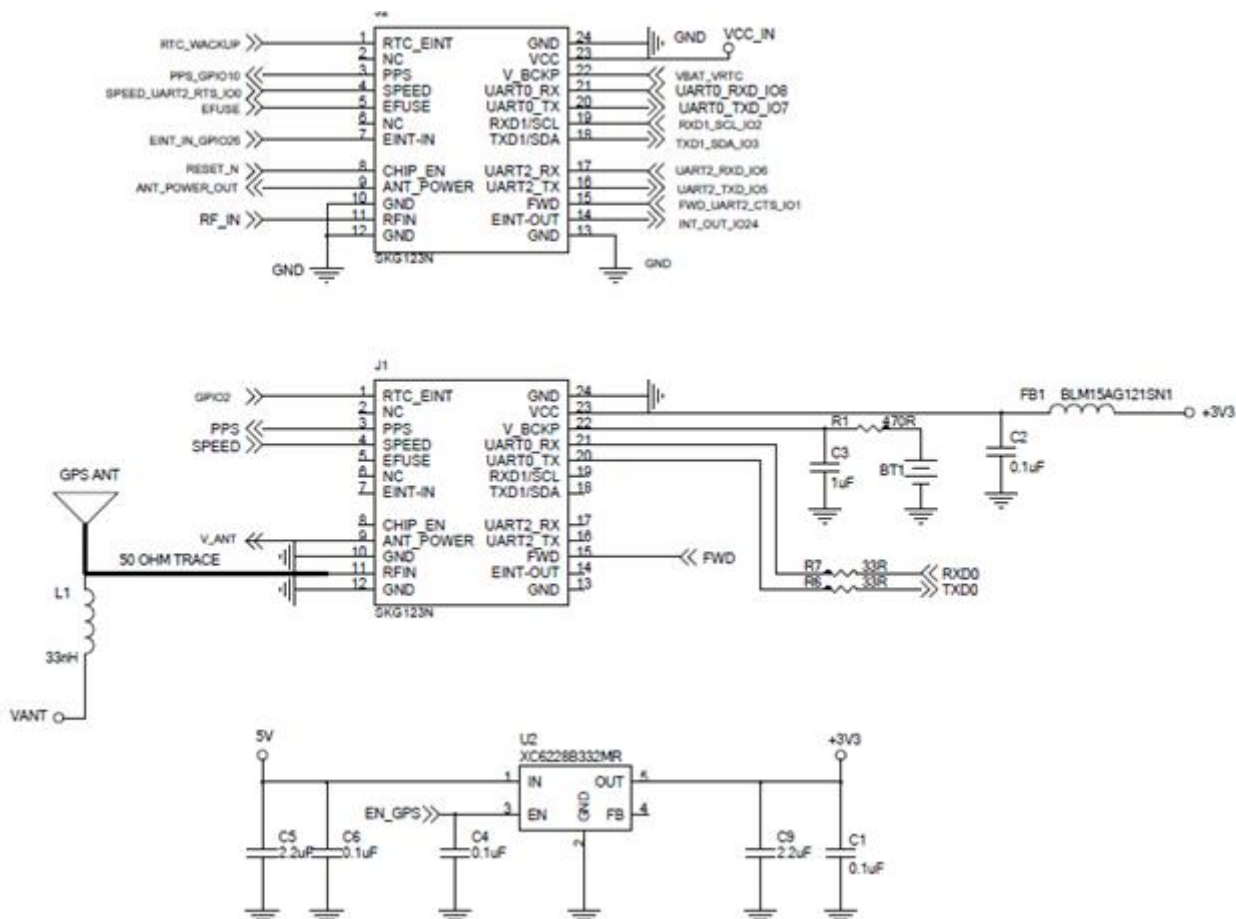 RTC_WACKUP 1 RTC_EINT GND 24 GND VCC_IN
2 NC VCC 23
PPS_GPIO10 3 PPS V_BCKP 22 VBAT_VRTC
SPEED_UART2_RTS_IO0 4 SPEED UART0_RX 21 UART0_RXD_IO8
EFUSE 5 EFUSE UART0_TX 20 UART0_TXD_IO7
6 NC RXD1/SCL 19 RXD1_SCL_IO2
EINT_IN_GPIO26 7 EINT-IN TXD1/SDA 18 TXD1_SDA_IO3
RESET_N 8 CHIP_EN UART2_RX 17 UART2_RXD_IO6
ANT_POWER_OUT 9 ANT_POWER UART2_TX 16 UART2_TXD_IO5
10 GND FWD 15 FWD_UART2_CTS_IO1
RF_IN 11 RFIN EINT-OUT 14 INT_OUT_IO24
12 GND GND 13
SKG123N
GND GND
J1
GPIO2 1 RTC_EINT GND 24 FB1 BLM15AG121SN1
2 NC VCC 23 +3V3
PPS 3 PPS V_BCKP 22 R1 470R
SPEED 4 SPEED UART0_RX 21 C2
5 EFUSE UART0_TX 20 C3 0.1uF
6 NC RXD1/SCL 19 BT1
GPS ANT 7 EINT-IN TXD1/SDA 18 1uF
8 CHIP_EN UART2_RX 17
V_ANT 9 ANT_POWER UART2_TX 16
50 OHM TRACE 10 GND FWD 15 FWD
11 RFIN EINT-OUT 14 R7 33R RXD0
L1 12 GND GND 13 R6 33R TXD0
SKG123N
33nH
VANT
5V U2 +3V3
XC6228B332MR
1 IN OUT 5
EN_GPS 3 EN GND FB 4
C5 C6 C4 2 C9 C1
2.2uF 0.1uF 0.1uF 2.2uF 0.1uF